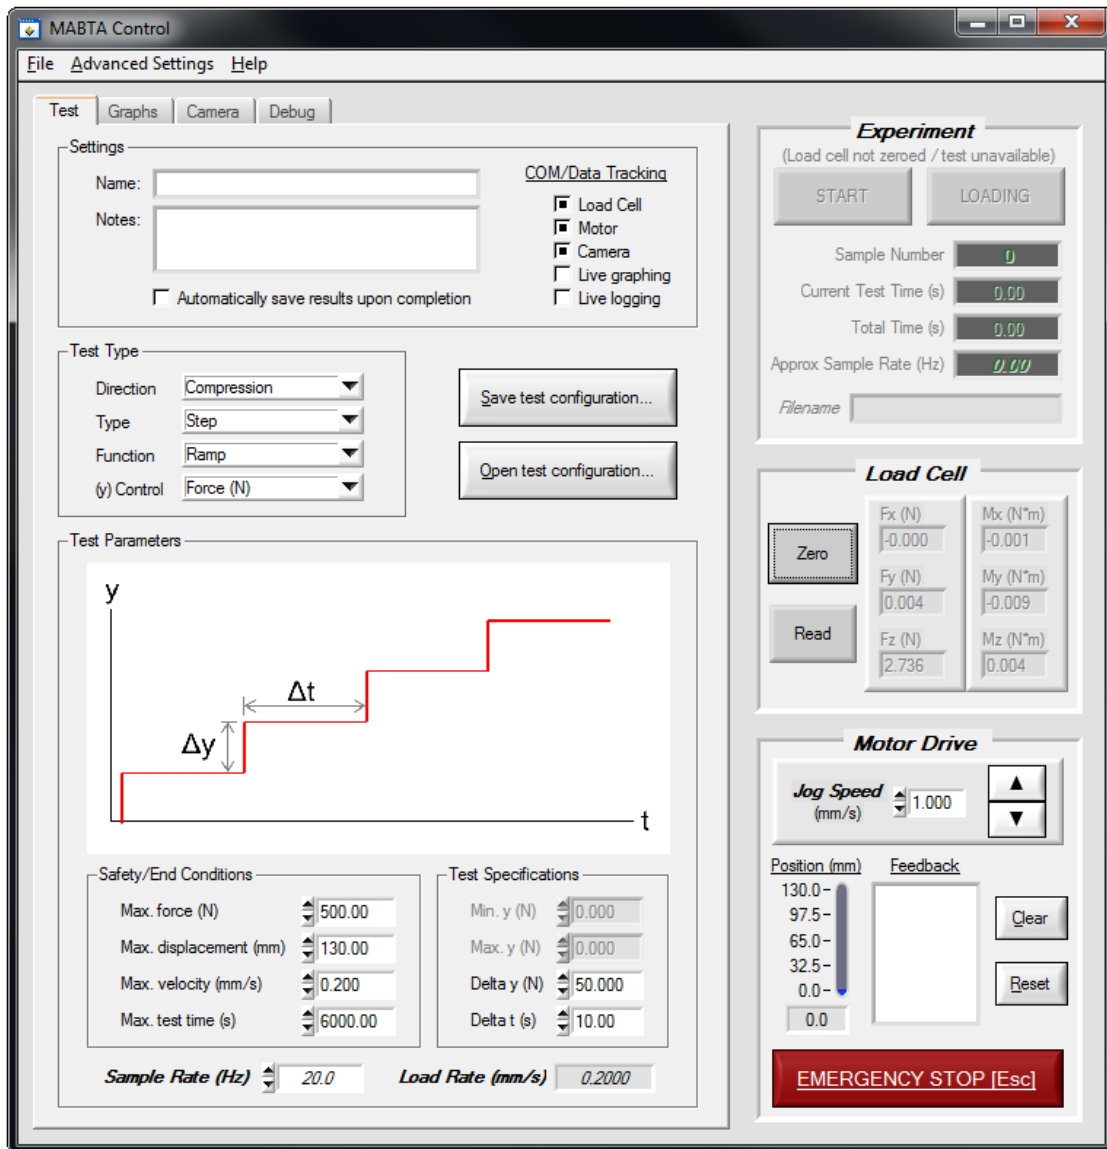 MABTA Control
File Advanced Settings Help
Test Graphs Camera Debug
Settings
Name:
Notes:
Automatically save results upon completion
COM/Data Tracking
Load Cell
Motor
Camera
Live graphing
Live logging
Test Type
Direction Compression
Type Step
Function Ramp
(y) Control Force (N)
Save test configuration...
Open test configuration...
Test Parameters
y
Δt
Δy
t
Safety/End Conditions
Max. force (N) 500.00
Max. displacement (mm) 130.00
Max. velocity (mm/s) 0.200
Max. test time (s) 6000.00
Test Specifications
Min. y (N) 0.000
Max. y (N) 0.000
Delta y (N) 50.000
Delta t (s) 10.00
Sample Rate (Hz) 20.0 Load Rate (mm/s) 0.2000
Experiment
(Load cell not zeroed / test unavailable)
START LOADING
Sample Number 0
Current Test Time (s) 0.00
Total Time (s) 0.00
Approx Sample Rate (Hz) 0.00
Filename
Load Cell
Zero
Read
Fx (N)
-0.000
Fy (N)
0.004
Fz (N)
2.736
Mx (N*m)
-0.001
My (N*m)
-0.009
Mz (N*m)
0.004
Motor Drive
Jog Speed 1.000
(mm/s)
Position (mm) Feedback
130.0
97.5
65.0
32.5
0.0
0.0
Clear
Reset
EMERGENCY STOP [Esc]